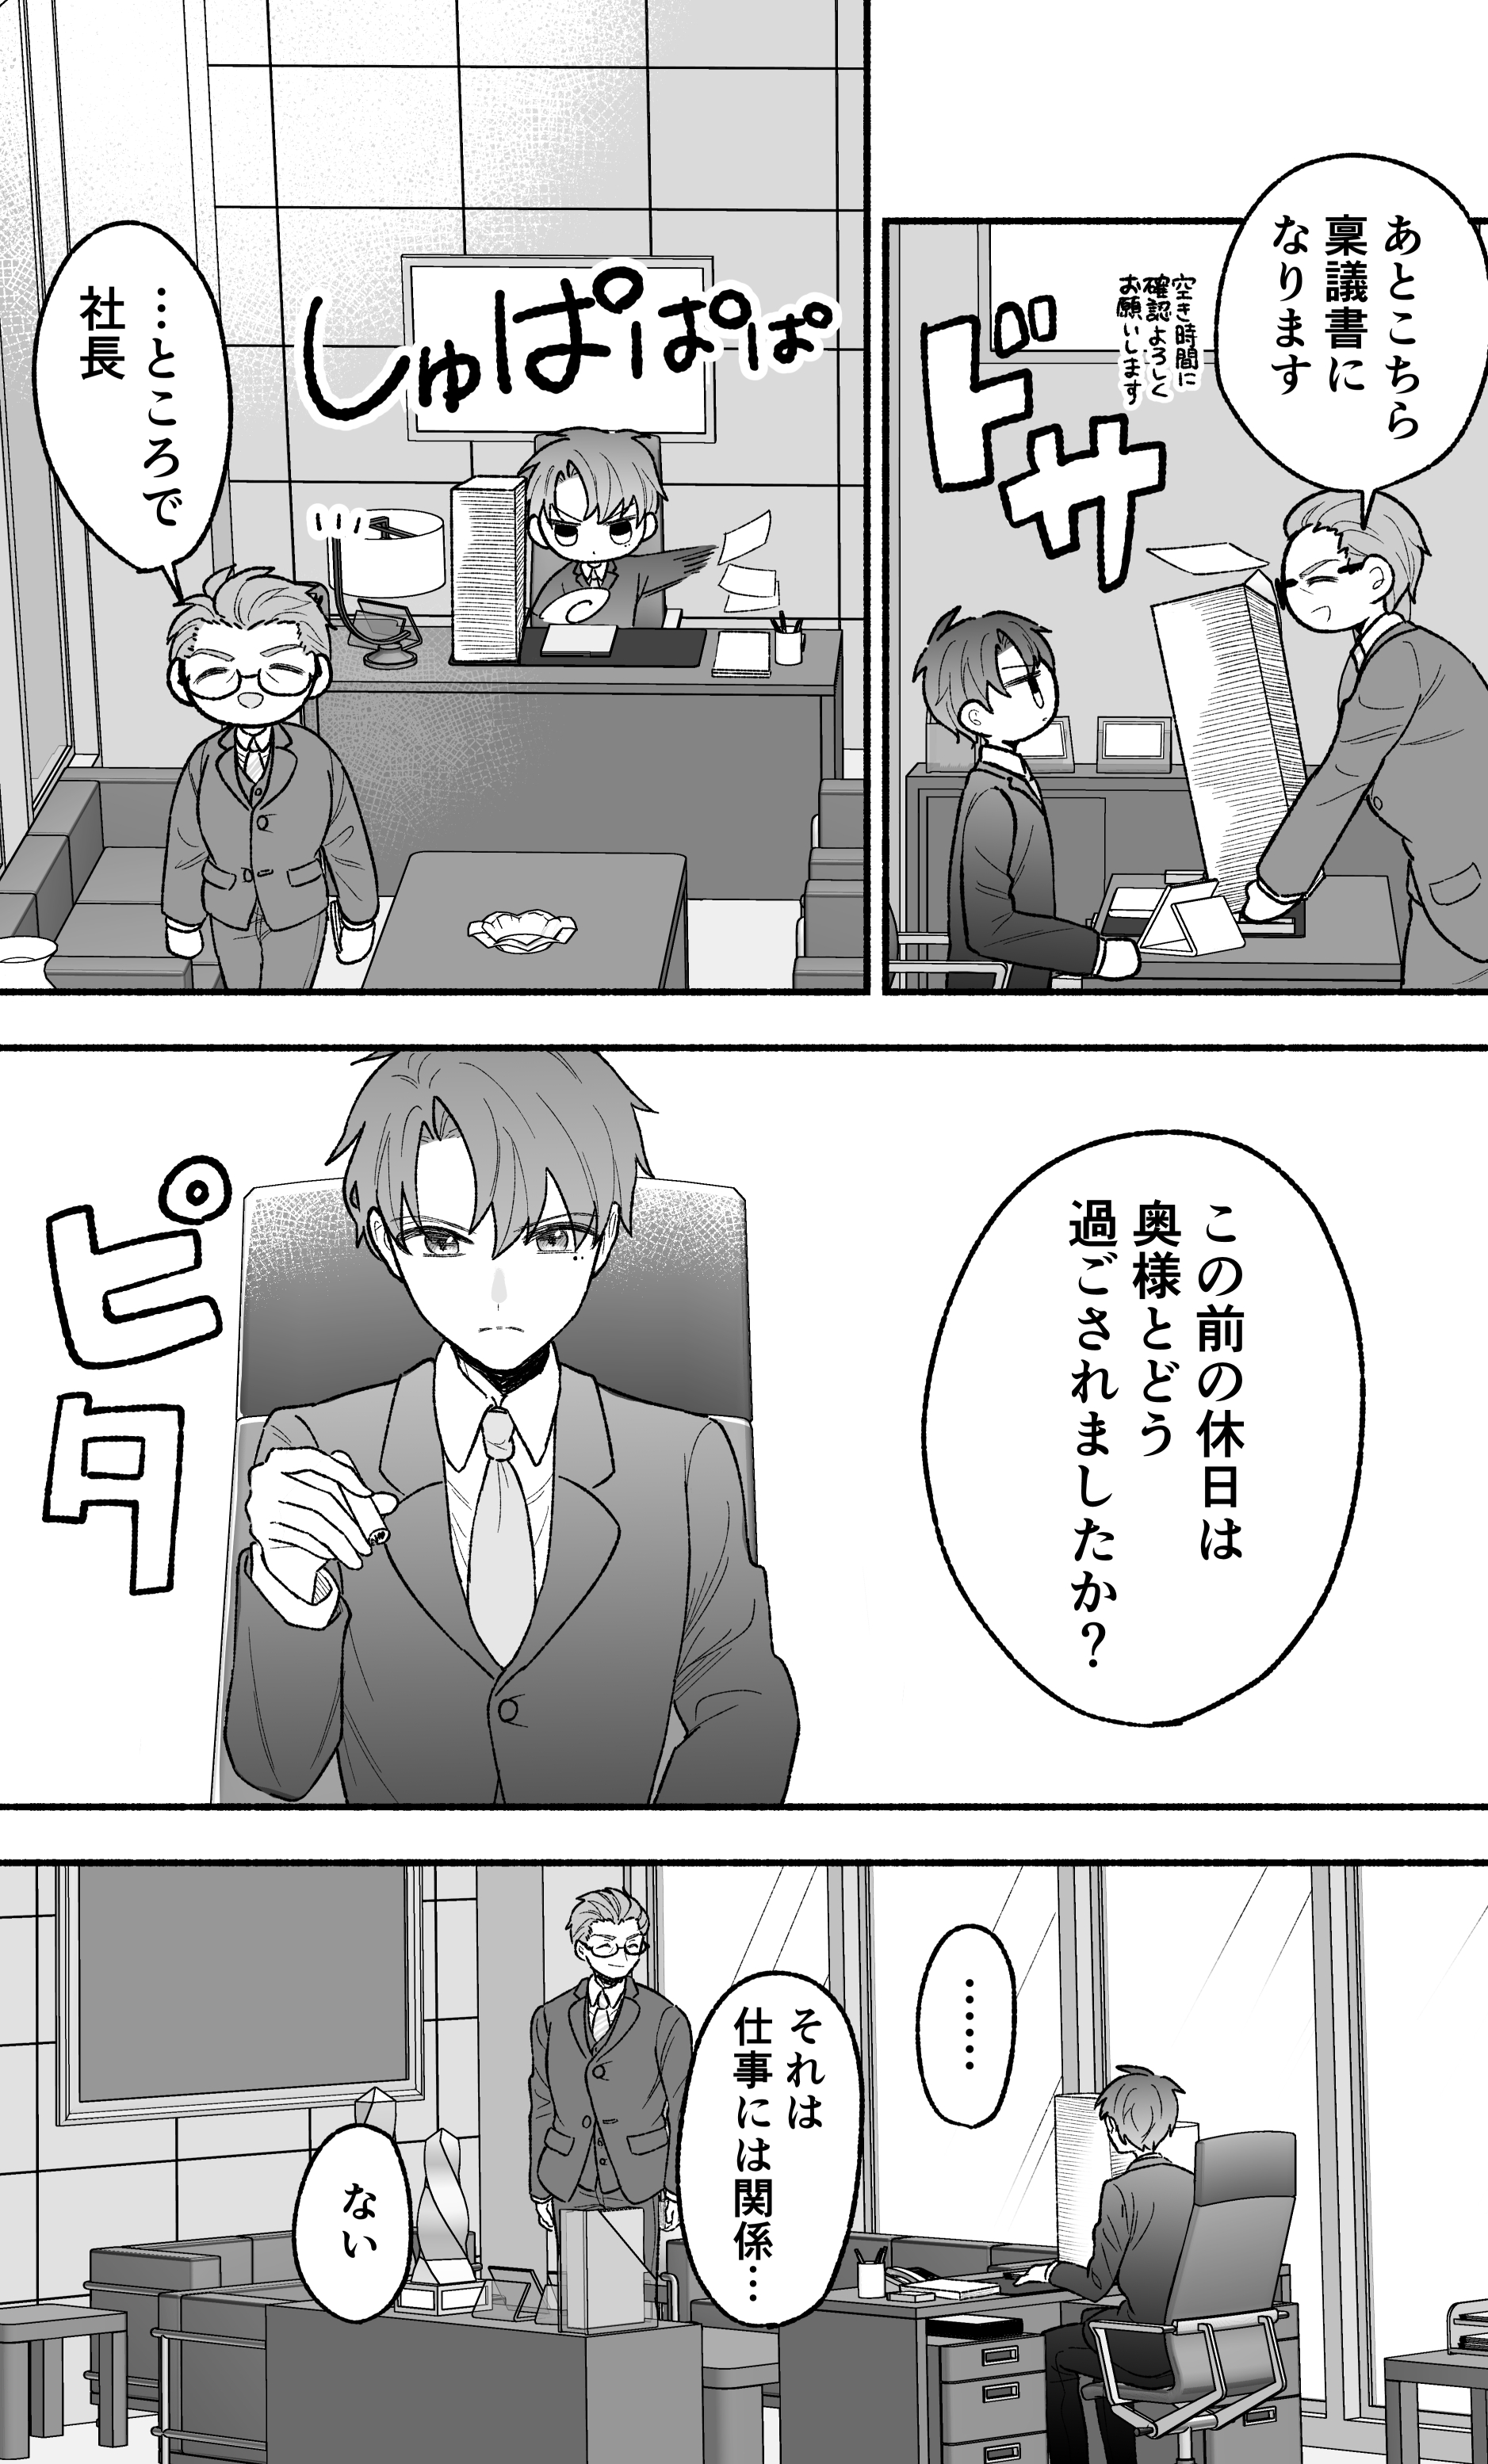 あとこちら
稟議書に
なります
空き時間に
確認よろしく
お願いします
ドサ
しゅぱぱぱ
…ところで
社長
この前の休日は
奥様とどう
過ごされましたか?
ピタ
……
それは
仕事には関係…
ない